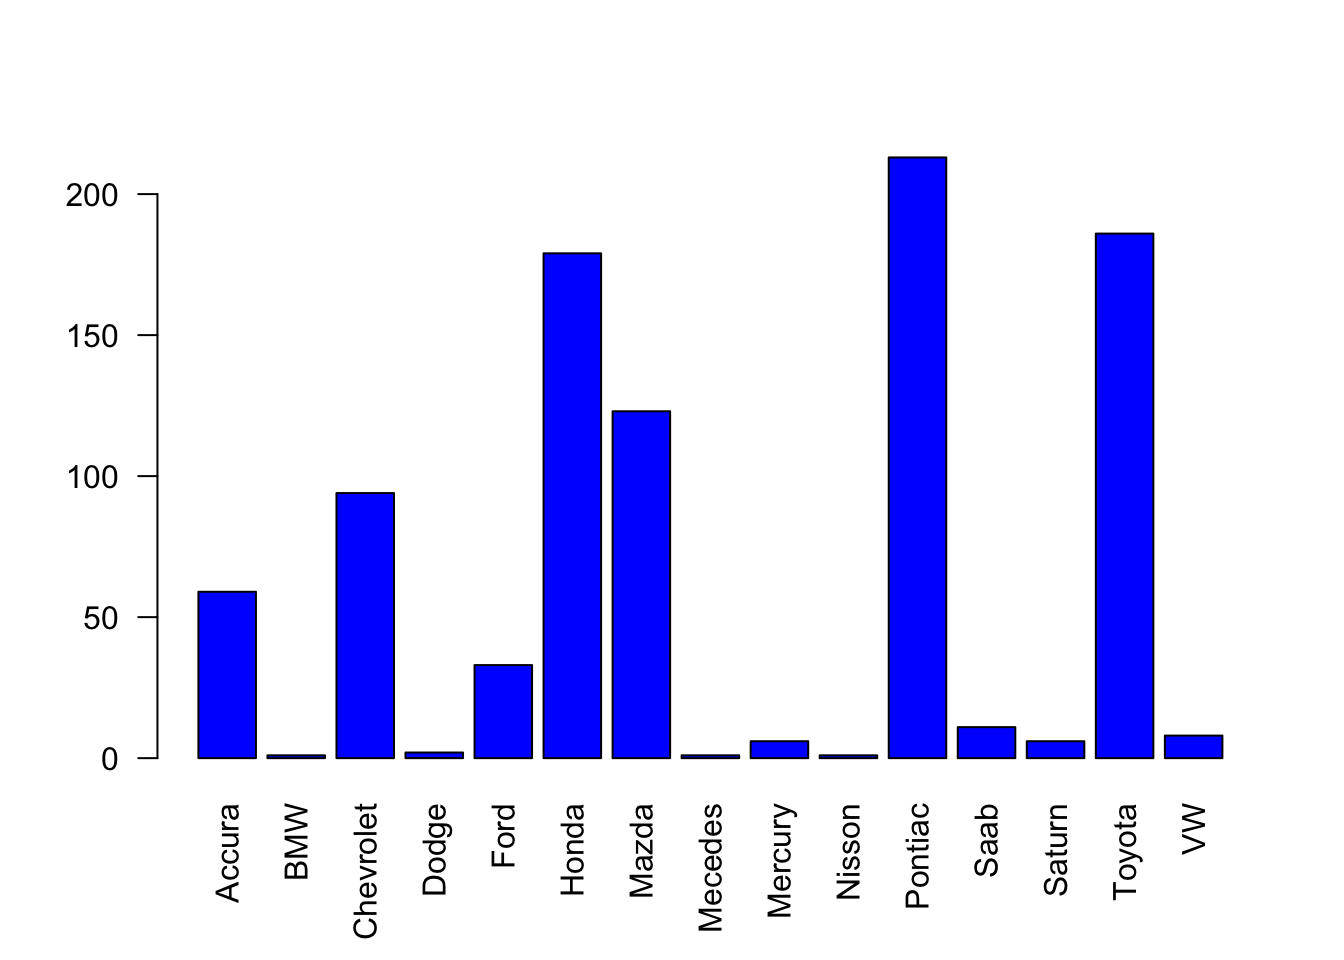 200
150
100
50
0
Accura
BMW
Chevrolet
Dodge
Ford
Honda
Mazda
Mecedes
Mercury
Nisson
Pontiac
Saab
Saturn
Toyota
VW